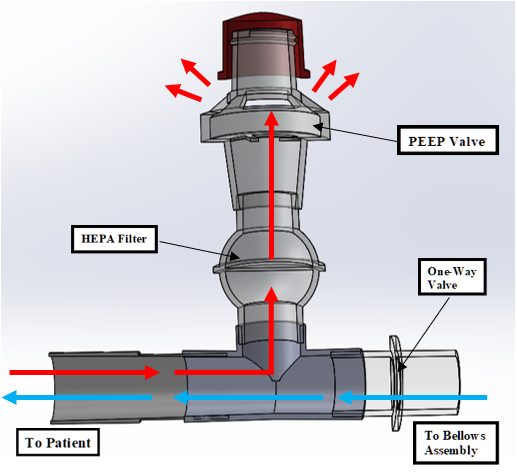 PEEP Valve
HEPA Filter
One-Way
Valve
To Patient
To Bellows
Assembly